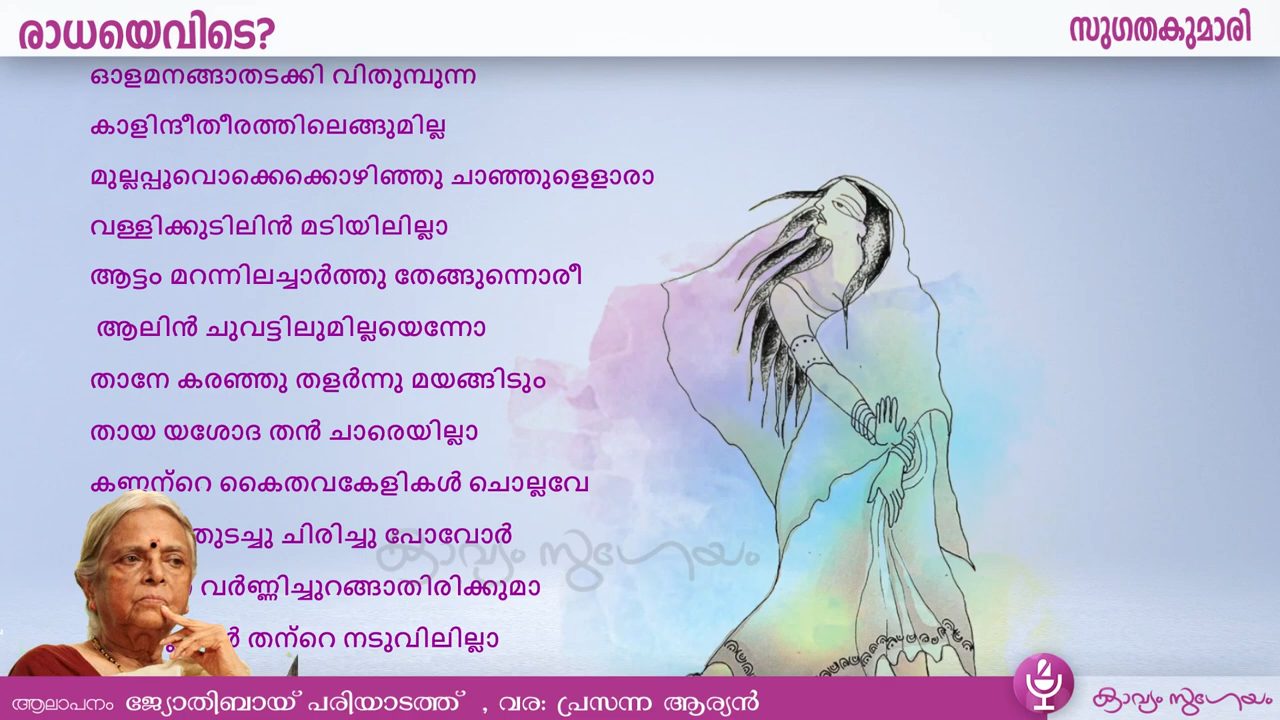 രാധയെവിടെ?
സുഗതകുമാരി
ഓളമനങ്ങാതടക്കി വിതുമ്പുന്ന
കാളിന്ദീതീരത്തിലെങ്ങുമില്ല
മുല്ലപ്പൂവൊക്കെക്കൊഴിഞ്ഞു ചാഞ്ഞുളെളാരാ
വള്ളിക്കുടിലിൻ മടിയിലില്ലാ
ആട്ടം മറന്നിലച്ചാർത്തു തേങ്ങുന്നൊരീ
ആലിൻ ചുവട്ടിലുമില്ലയെന്നോ
താനേ കരഞ്ഞു തളർന്നു മയങ്ങിടും
തായ യശോദ തൻ ചാരെയില്ലാ
കണ്ണന്റെ കൈതവകേളികൾ ചൊല്ലവേ
തുടച്ചു ചിരിച്ചു പോവോർ
വർണ്ണിച്ചുറങ്ങാതിരിക്കുമാ
തന്റെ നടുവിലില്ലാ
കാവ്യം സുഗേയം
ആലാപനം ജ്യോതിബായ് പരിയാടത്ത് , വര: പ്രസന്ന ആര്യൻ
കാവ്യം സുഗേയം